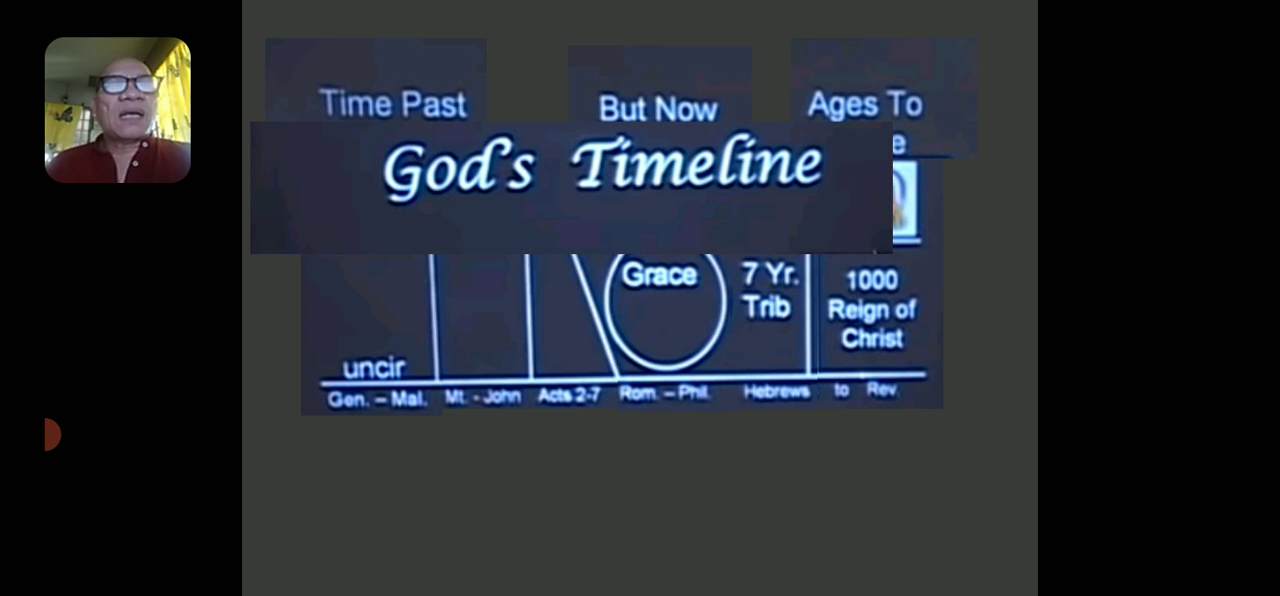 Time Past
But Now
Ages To
e
God's Timeline
Grace
7 Yr.
Trib
1000
Reign of
Christ
uncir
Gen. – Mal.
Mt. - John
Acts 2-7
Rom. – Phil.
Hebrews
to
Rev.